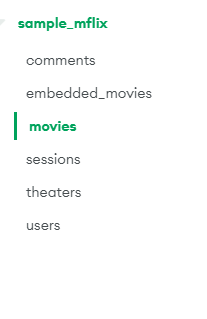 sample_mflix
comments
embedded_movies
movies
sessions
theaters
users